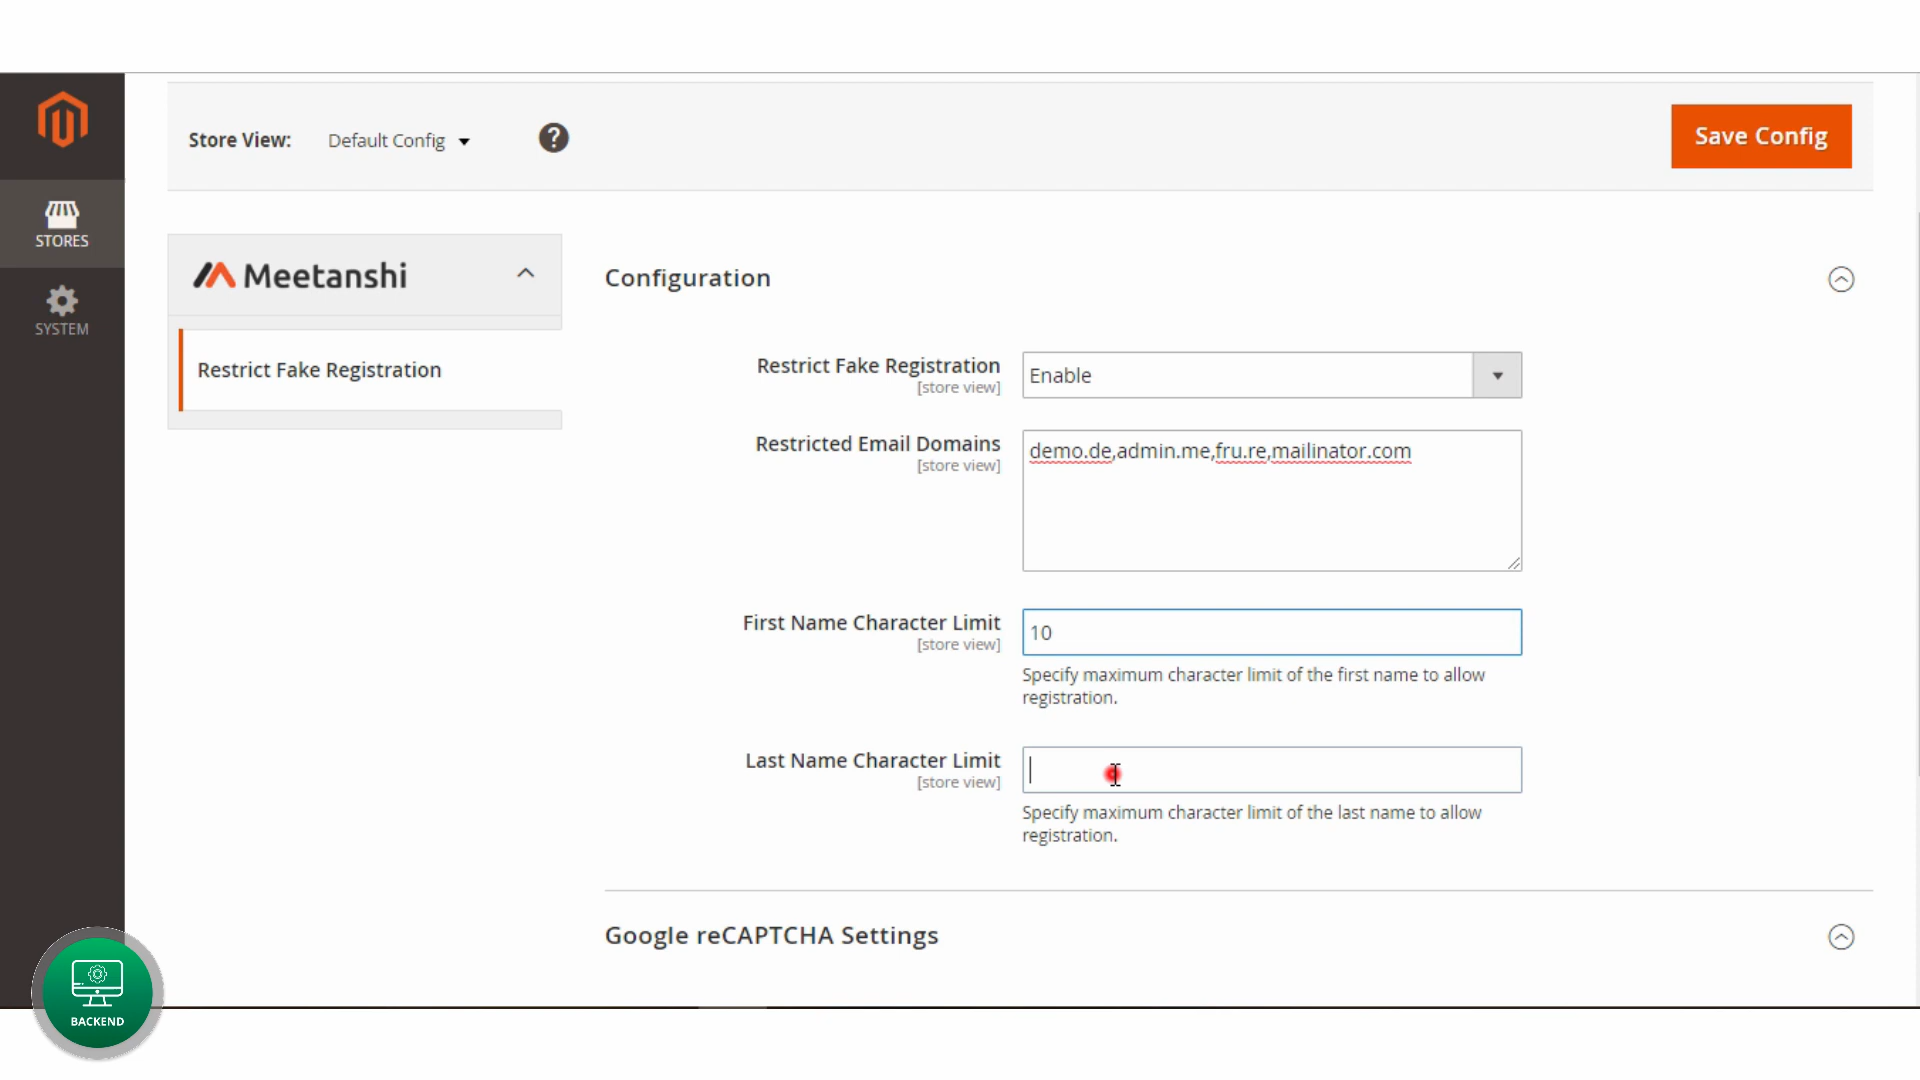 Store View: Default Config ? Save Config
STORES
SYSTEM
Meetanshi
Restrict Fake Registration
Configuration
Restrict Fake Registration Enable
[store view]
Restricted Email Domains demo.de,admin.me,fru.re,mailinator.com
[store view]
First Name Character Limit 10
[store view]
Specify maximum character limit of the first name to allow
registration.
Last Name Character Limit
[store view]
Specify maximum character limit of the last name to allow
registration.
Google reCAPTCHA Settings
BACKEND